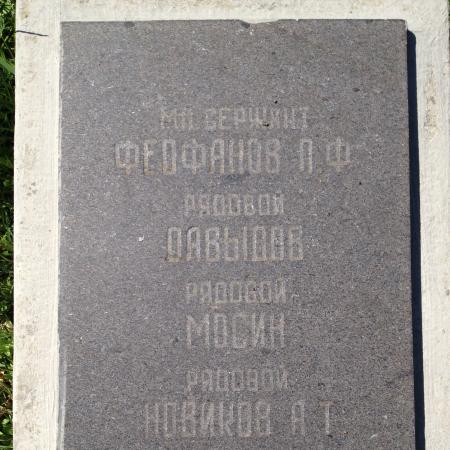 МЛ СЕРЖАНТ
ФЕОФАНОВ П.Ф
РЯДОВОЙ
ДАВЫДОВ
РЯДОВОЙ
МОСИН
РЯДОВОЙ
НОВИКОВ А Т